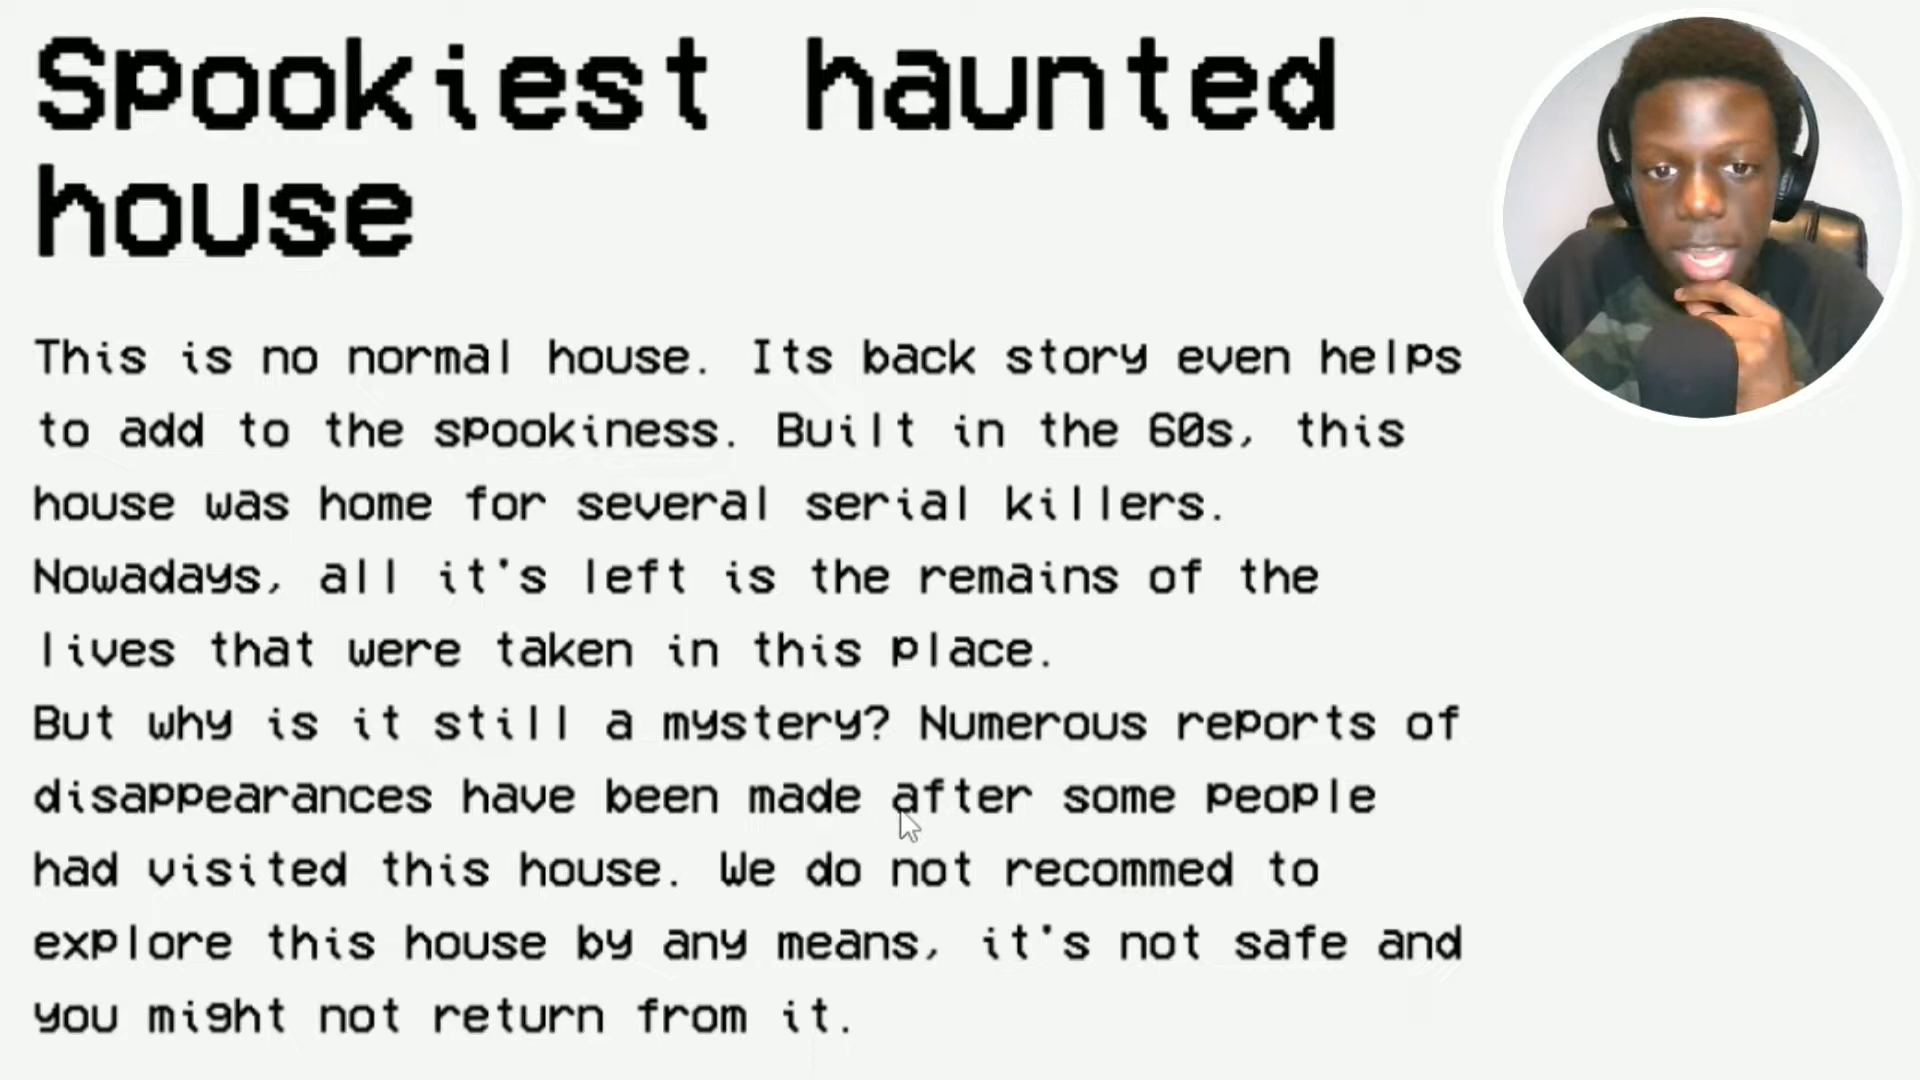 Spookiest haunted
house
This is no normal house. Its back story even helps
to add to the spookiness. Built in the 60s, this
house was home for several serial killers.
Nowadays, all it's left is the remains of the
lives that were taken in this place.
But why is it still a mystery? Numerous reports of
disappearances have been made after some people
had visited this house. We do not recommed to
explore this house by any means, it's not safe and
you might not return from it.